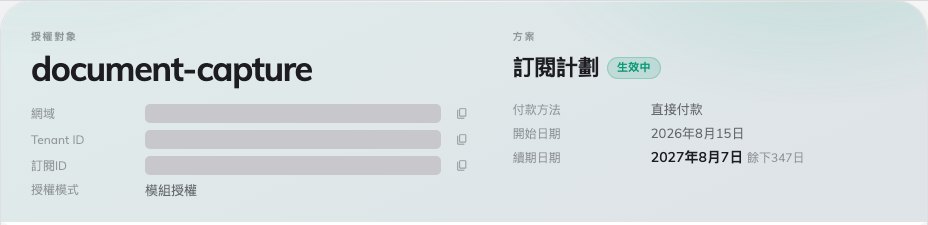 授權對象
document-capture
網域
Tenant ID
訂閱ID
授權模式 模組授權
方案
訂閱計劃 生效中
付款方法 直接付款
開始日期 2026年8月15日
續期日期 2027年8月7日 餘下347日